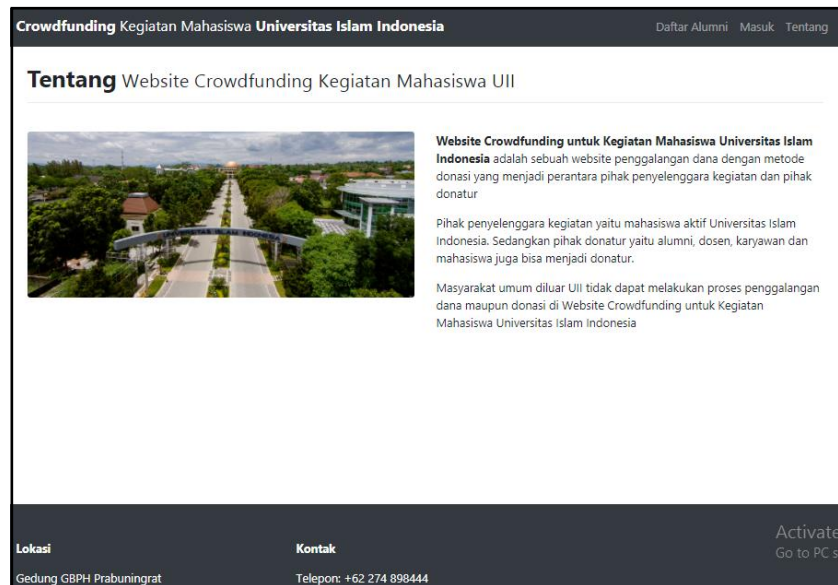 Crowdfunding Kegiatan Mahasiswa Universitas Islam Indonesia
Daftar Alumni Masuk Tentang
Tentang Website Crowdfunding Kegiatan Mahasiswa UII
UNIVERSITAS ISLAM INDONESIA
Website Crowdfunding untuk Kegiatan Mahasiswa Universitas Islam
Indonesia adalah sebuah website penggalangan dana dengan metode
donasi yang menjadi perantara pihak penyelenggara kegiatan dan pihak
donatur
Pihak penyelenggara kegiatan yaitu mahasiswa aktif Universitas Islam
Indonesia. Sedangkan pihak donatur yaitu alumni, dosen, karyawan dan
mahasiswa juga bisa menjadi donatur.
Masyarakat umum diluar UII tidak dapat melakukan proses penggalangan
dana maupun donasi di Website Crowdfunding untuk Kegiatan
Mahasiswa Universitas Islam Indonesia
Activate
Go to PC s
Lokasi
Kontak
Gedung GBPH Prabuningrat
Telepon: +62 274 898444